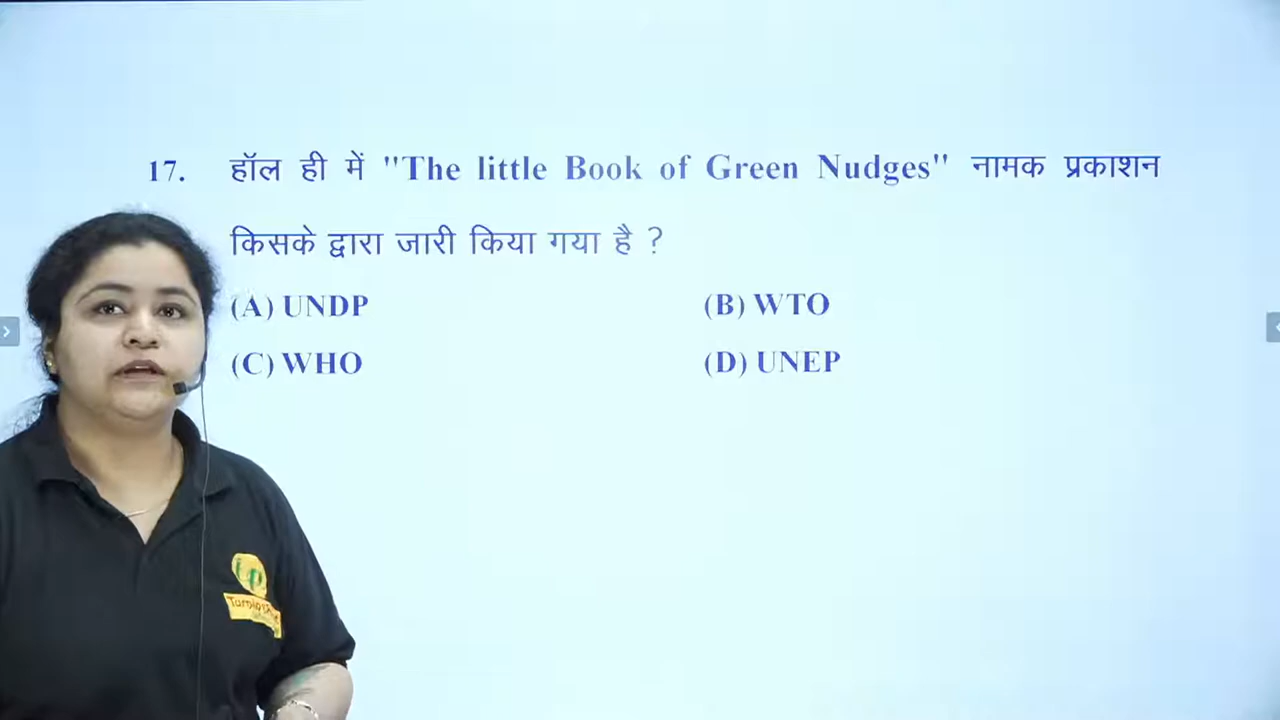 17. हॉल ही में "The little Book of Green Nudges" नामक प्रकाशन
किसके द्वारा जारी किया गया है ?
(A) UNDP (B) WTO
(C) WHO (D) UNEP